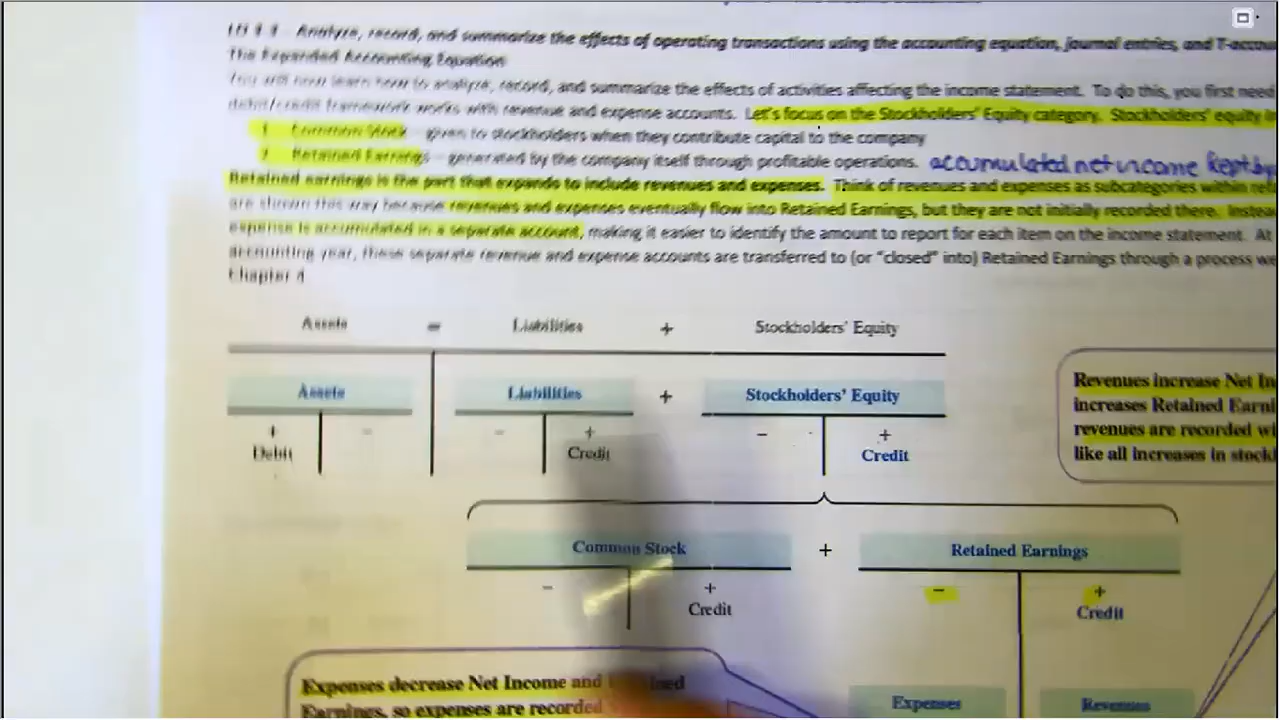 Analyze, record, and summarize the effects of operating transactions using the accounting equation, journal entries, and T-accou
The Expanded Accounting Equation
You will now learn how to analyze, record, and summarize the effects of activities affecting the income statement. To do this, you first need
debit/credit framework works with revenue and expense accounts. Let's focus on the Stockholders' Equity category. Stockholders' equity
1. Common Stock - given to stockholders when they contribute capital to the company
2. Retained Earnings - generated by the company itself through profitable operations. accumulated net income kept by
Retained earnings is the part that expands to include revenues and expenses. Think of revenues and expenses as subcategories within
are shown this way because revenues and expenses eventually flow into Retained Earnings, but they are not initially recorded there. Instea
expense is accumulated in a separate account, making it easier to identify the amount to report for each item on the income statement. At
accounting year, these separate revenue and expense accounts are transferred to (or "closed" into) Retained Earnings through a process we
Chapter 4
Assets = Liabilities + Stockholders' Equity
Assets Liabilities + Stockholders' Equity
+ - - + - +
Debit Credit Credit
Revenues increase Net In
increases Retained Earni
revenues are recorded wi
like all increases in stock
Common Stock + Retained Earnings
- + - +
Credit Credit
Expenses decrease Net Income and
Earnings, so expenses are recorded
Expenses Revenues